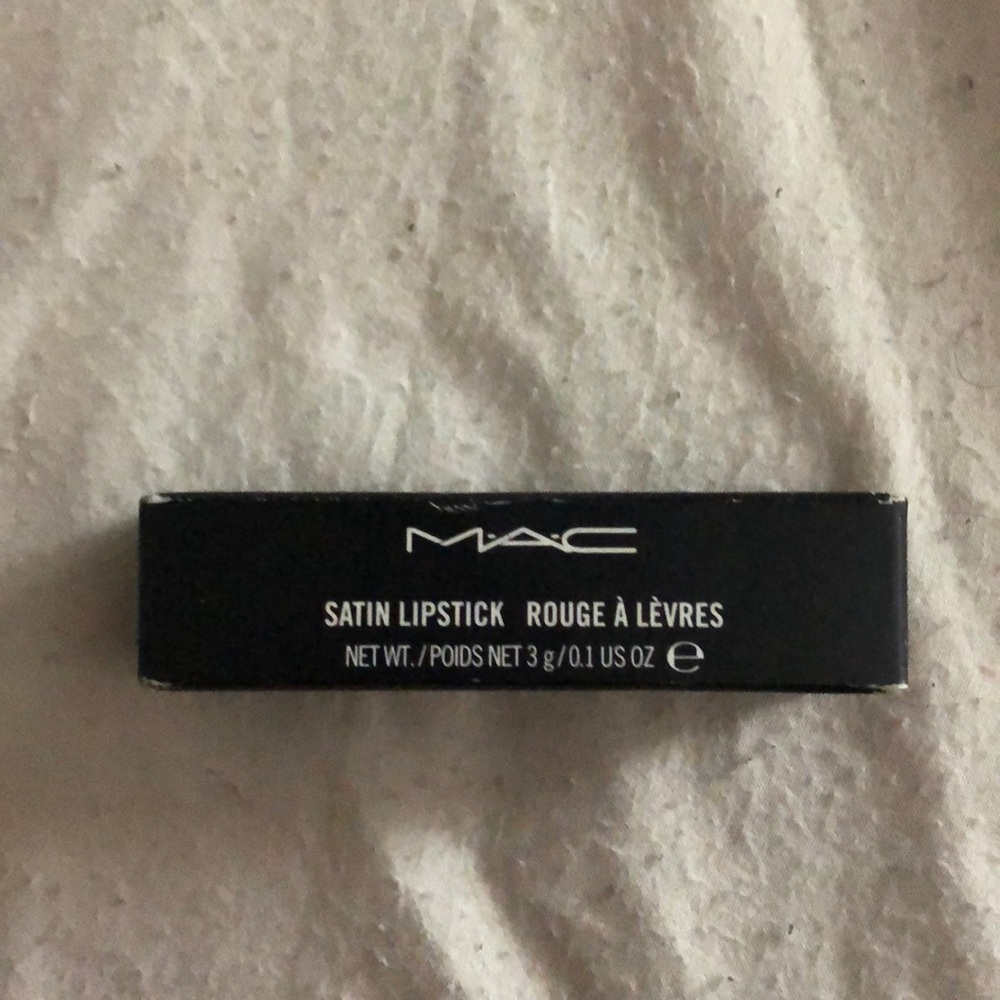 M·A·C
SATIN LIPSTICK ROUGE À LÈVRES
NET WT. / POIDS NET 3 g / 0.1 US OZ ℮